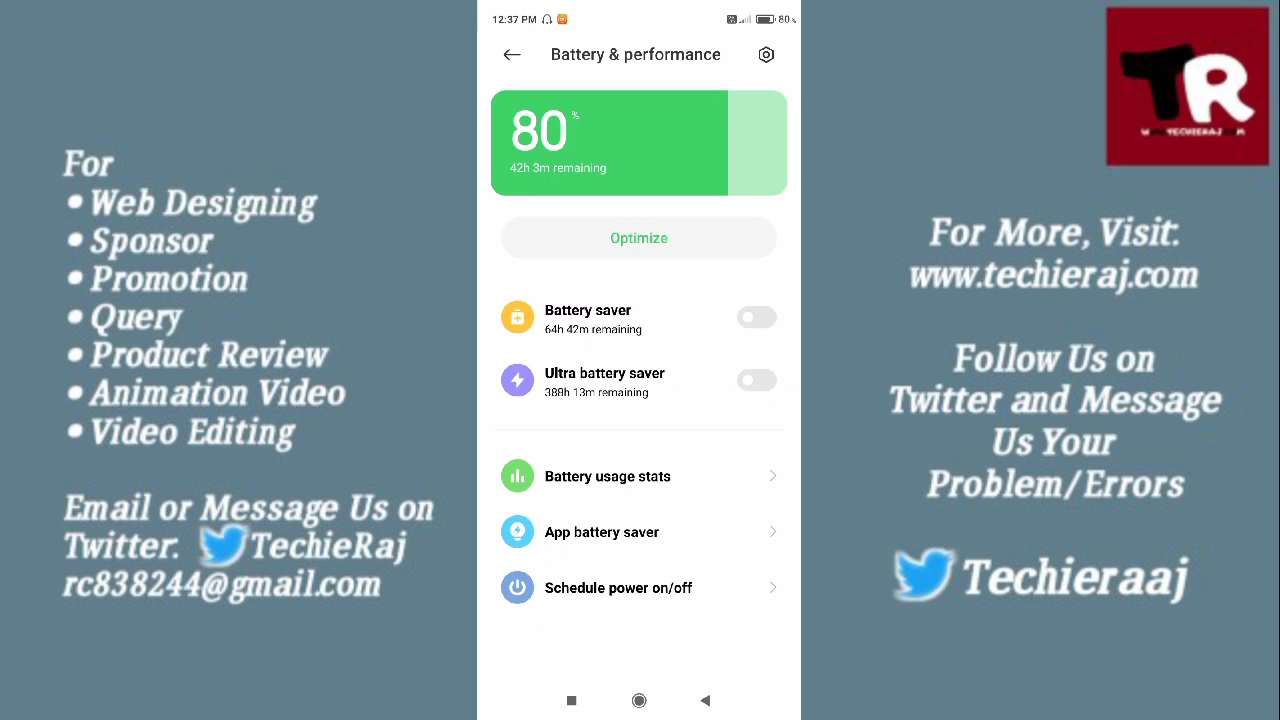 For
• Web Designing
• Sponsor
• Promotion
• Query
• Product Review
• Animation Video
• Video Editing
Email or Message Us on
Twitter. TechieRaj
rc838244@gmail.com
12:37 PM
80%
Battery & performance
80%
42h 3m remaining
Optimize
Battery saver
64h 42m remaining
Ultra battery saver
388h 13m remaining
Battery usage stats
App battery saver
Schedule power on/off
TR
For More, Visit:
www.techieraj.com
Follow Us on
Twitter and Message
Us Your
Problem/Errors
Techieraaj